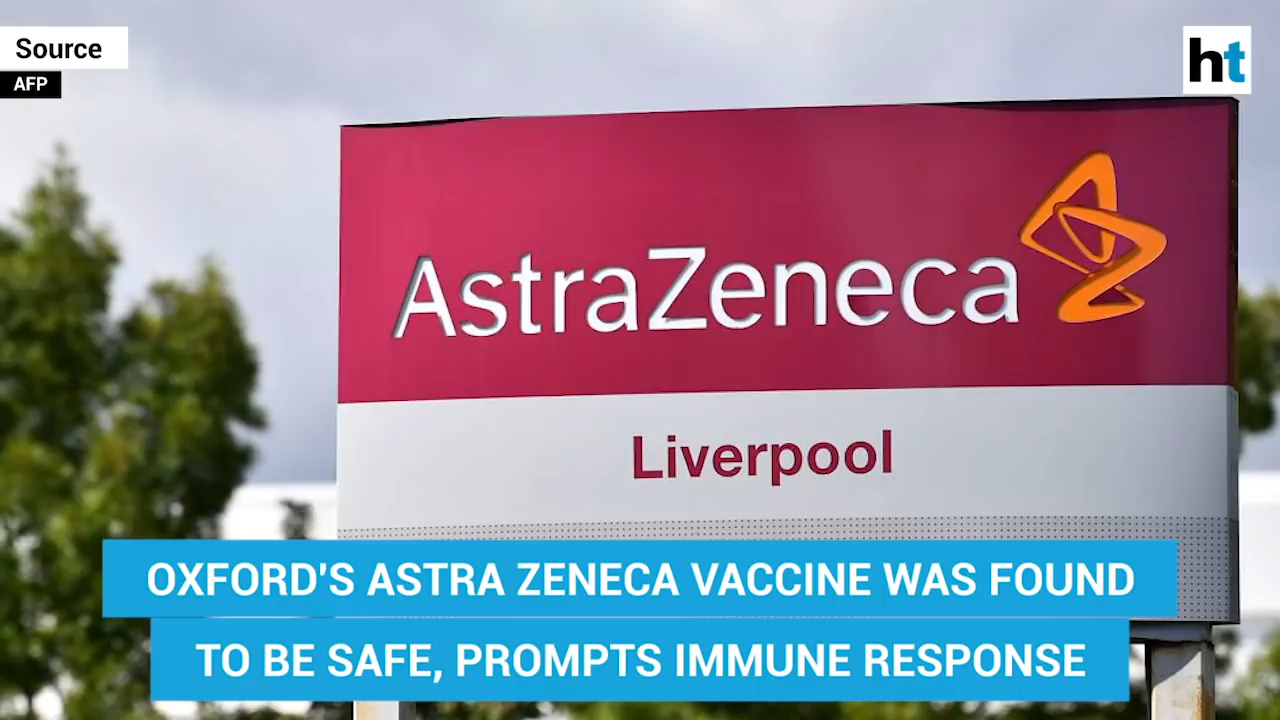 Source
AFP
ht
AstraZeneca
Liverpool
OXFORD'S ASTRA ZENECA VACCINE WAS FOUND
TO BE SAFE, PROMPTS IMMUNE RESPONSE